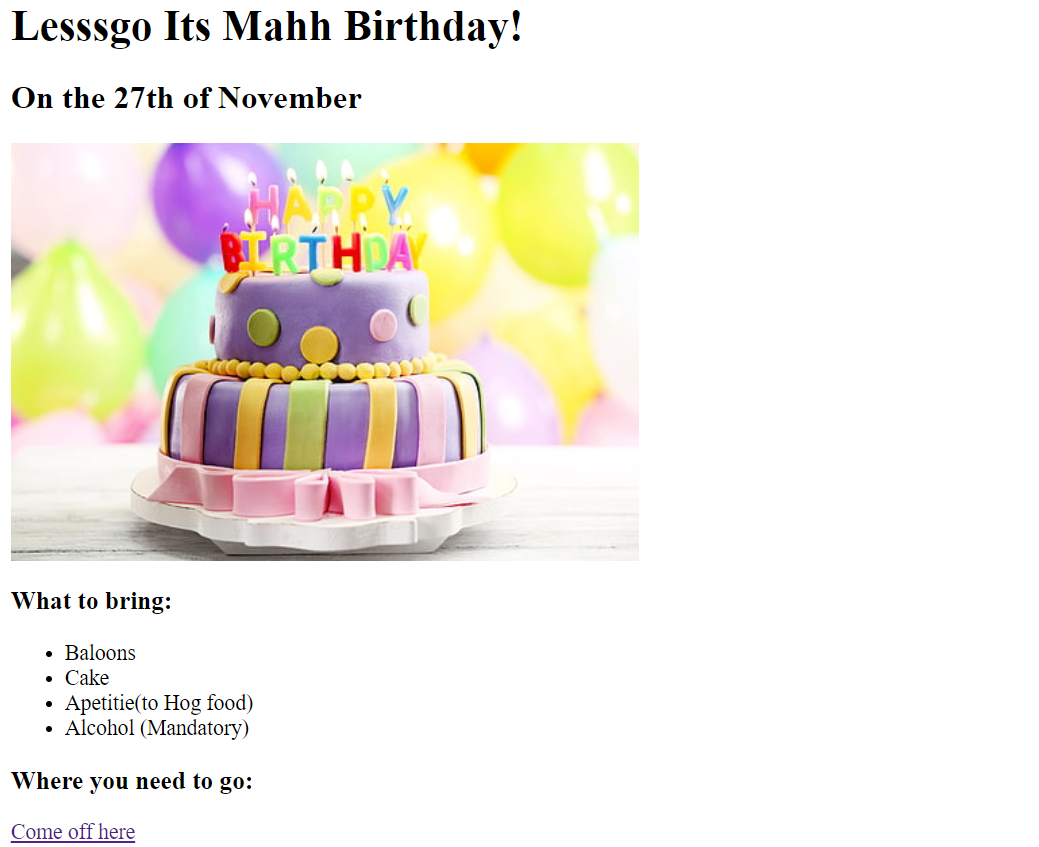 Lesssgo Its Mahh Birthday!
On the 27th of November
HAPPY
BIRTHDAY
What to bring:
Baloons
Cake
Apetitie(to Hog food)
Alcohol (Mandatory)
Where you need to go:
Come off here